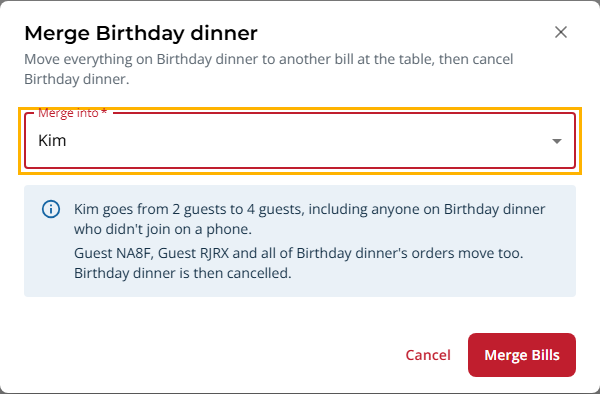 Merge Birthday dinner
Move everything on Birthday dinner to another bill at the table, then cancel
Birthday dinner.
Merge into *
Kim
Kim goes from 2 guests to 4 guests, including anyone on Birthday dinner
who didn't join on a phone.
Guest NA8F, Guest RJRX and all of Birthday dinner's orders move too.
Birthday dinner is then cancelled.
Cancel
Merge Bills